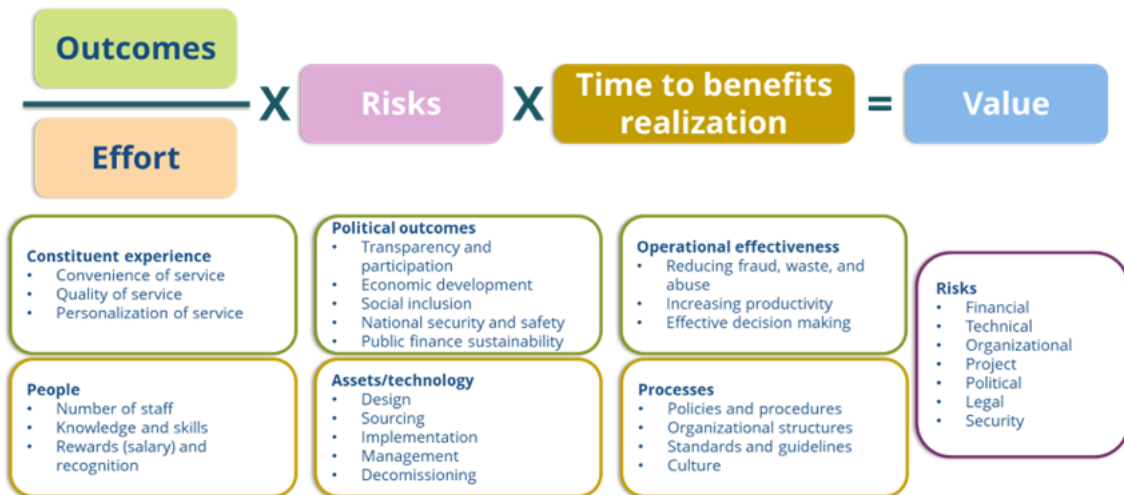 Outcomes
Effort
X
Risks
X
Time to benefits
realization
=
Value
Constituent experience
• Convenience of service
• Quality of service
• Personalization of service
Political outcomes
• Transparency and
participation
• Economic development
• Social inclusion
• National security and safety
• Public finance sustainability
Operational effectiveness
• Reducing fraud, waste, and
abuse
• Increasing productivity
• Effective decision making
Risks
• Financial
• Technical
• Organizational
• Project
• Political
• Legal
• Security
People
• Number of staff
• Knowledge and skills
• Rewards (salary) and
recognition
Assets/technology
• Design
• Sourcing
• Implementation
• Management
• Decomissioning
Processes
• Policies and procedures
• Organizational structures
• Standards and guidelines
• Culture